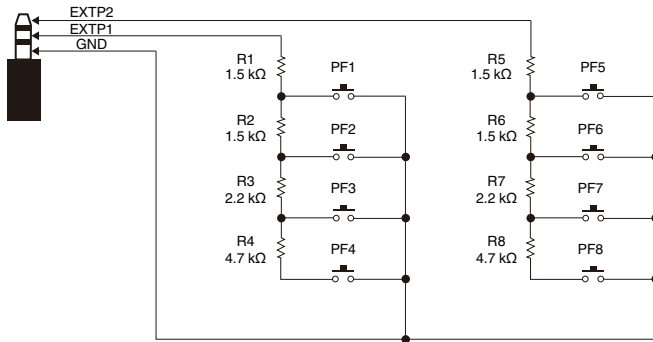 EXTP2
EXTP1
GND
R1
1.5 kΩ
PF1
R2
1.5 kΩ
PF2
R3
2.2 kΩ
PF3
R4
4.7 kΩ
PF4
R5
1.5 kΩ
PF5
R6
1.5 kΩ
PF6
R7
2.2 kΩ
PF7
R8
4.7 kΩ
PF8